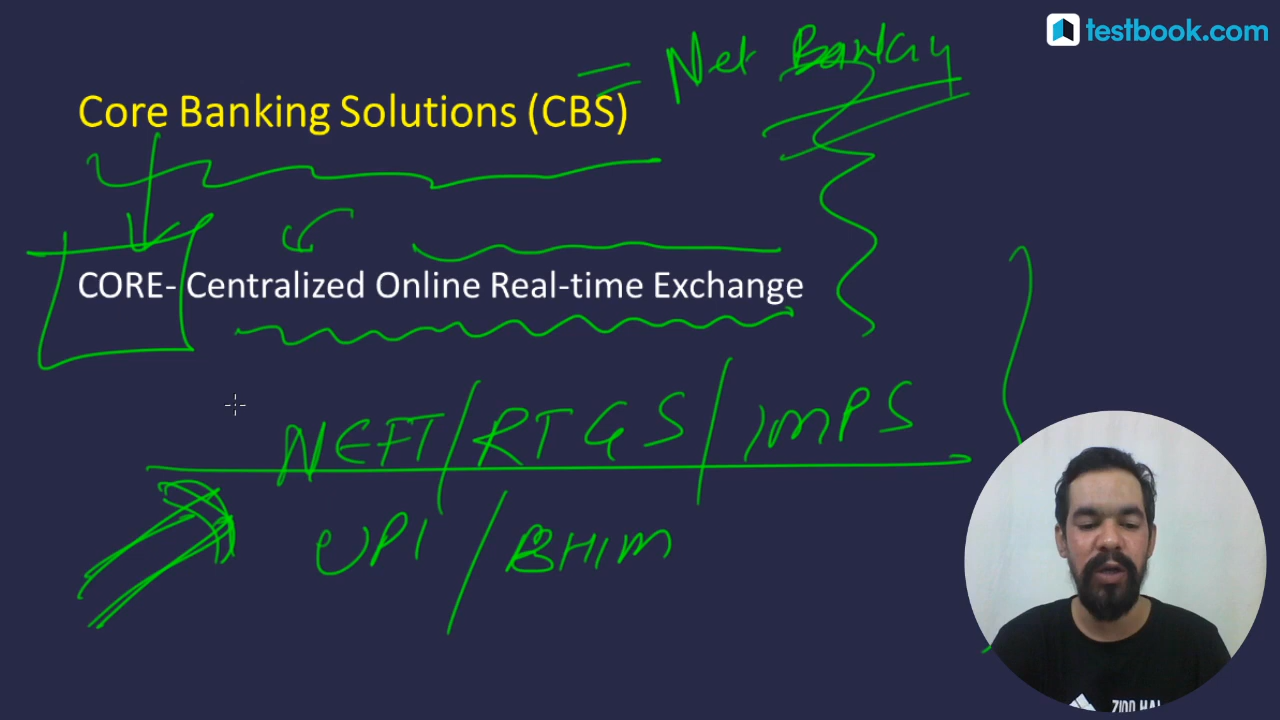 testbook.com
= Net Banking
Core Banking Solutions (CBS)
CORE- Centralized Online Real-time Exchange
NEFT/RTGS/IMPS
UPI/BHIM